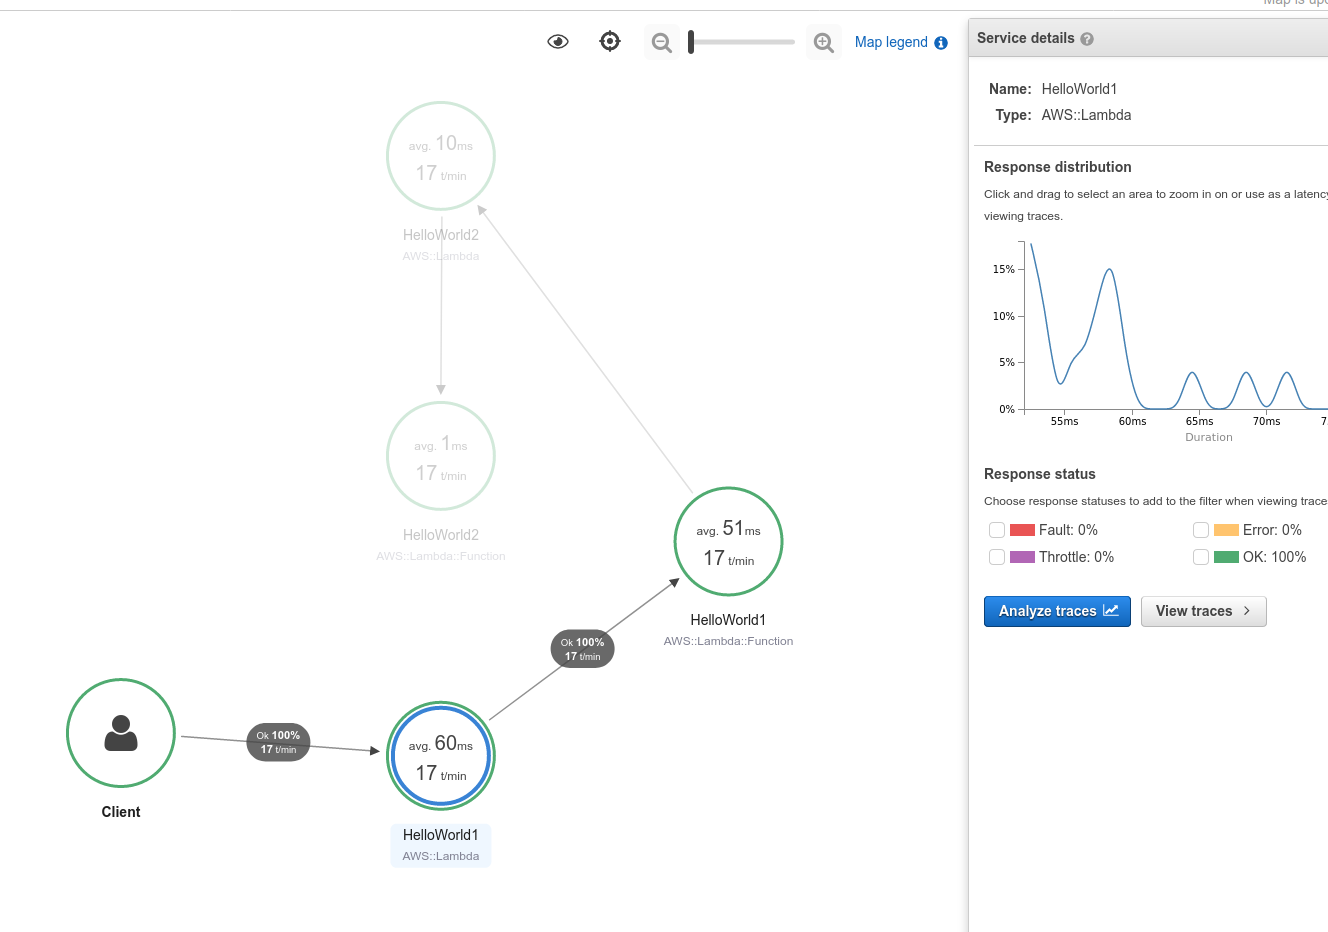 Map is
Map legend
avg. 10ms
17 t/min
HelloWorld2
AWS::Lambda
avg. 1ms
17 t/min
HelloWorld2
AWS::Lambda::Function
avg. 51ms
17 t/min
HelloWorld1
AWS::Lambda::Function
Ok 100%
17 t/min
Ok 100%
17 t/min
Client
avg. 60ms
17 t/min
HelloWorld1
AWS::Lambda
Service details
Name: HelloWorld1
Type: AWS::Lambda
Response distribution
Click and drag to select an area to zoom in on or use as a latency
viewing traces.
15%
10%
5%
0%
55ms 60ms 65ms 70ms
Duration
Response status
Choose response statuses to add to the filter when viewing trace
Fault: 0% Error: 0%
Throttle: 0% OK: 100%
Analyze traces View traces